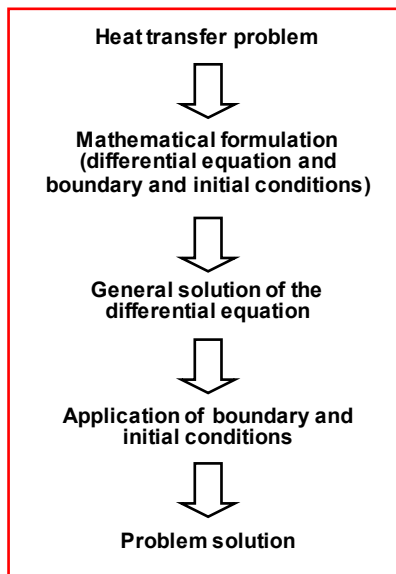 Heat transfer problem
Mathematical formulation
(differential equation and
boundary and initial conditions)
General solution of the
differential equation
Application of boundary and
initial conditions
Problem solution